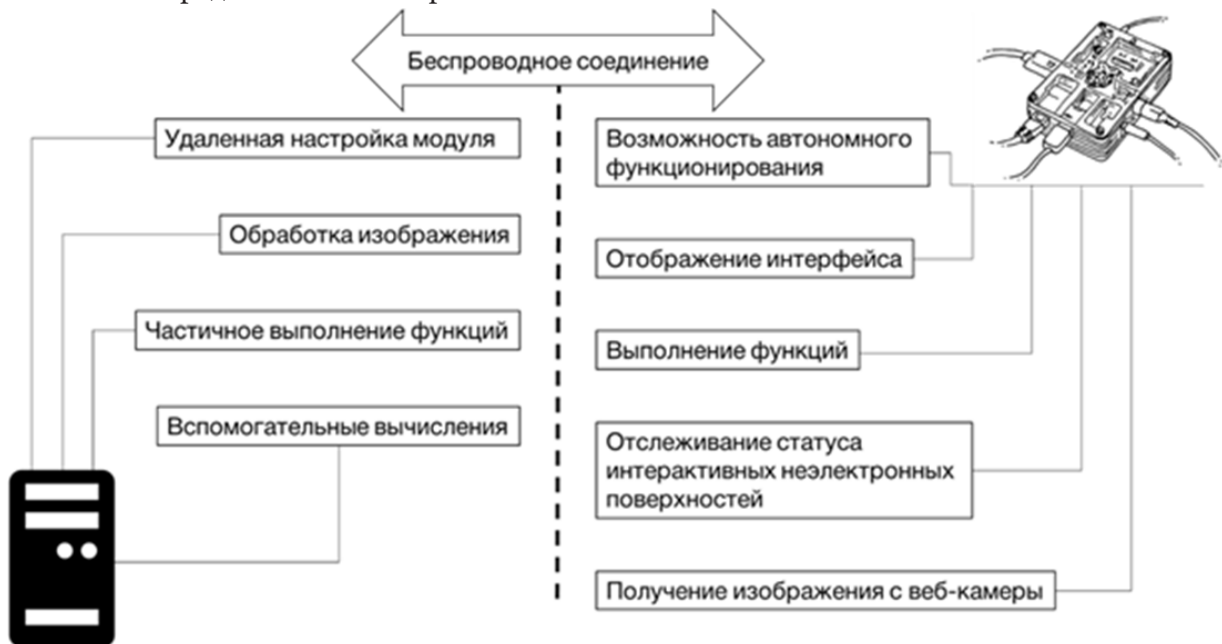 Беспроводное соединение
Удаленная настройка модуля
Обработка изображения
Частичное выполнение функций
Вспомогательные вычисления
Возможность автономного
функционирования
Отображение интерфейса
Выполнение функций
Отслеживание статуса
интерактивных неэлектронных
поверхностей
Получение изображения с веб-камеры